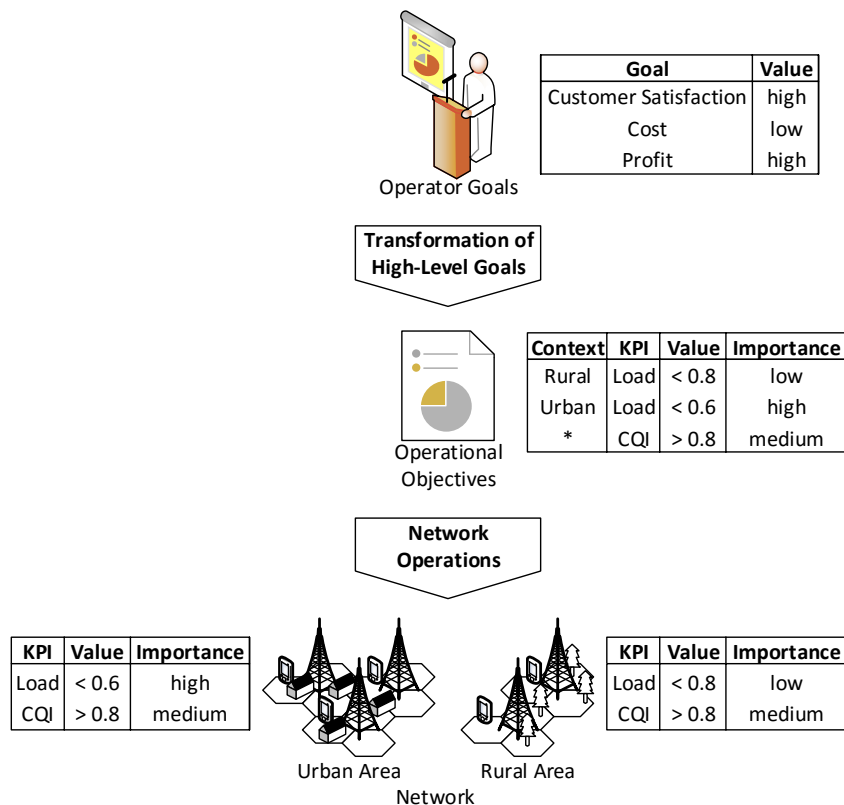 Goal Value
Customer Satisfaction high
Cost low
Profit high
Operator Goals
Transformation of
High-Level Goals
Context KPI Value Importance
Rural Load < 0.8 low
Urban Load < 0.6 high
* CQI > 0.8 medium
Operational
Objectives
Network
Operations
KPI Value Importance
Load < 0.6 high
CQI > 0.8 medium
KPI Value Importance
Load < 0.8 low
CQI > 0.8 medium
Urban Area
Rural Area
Network